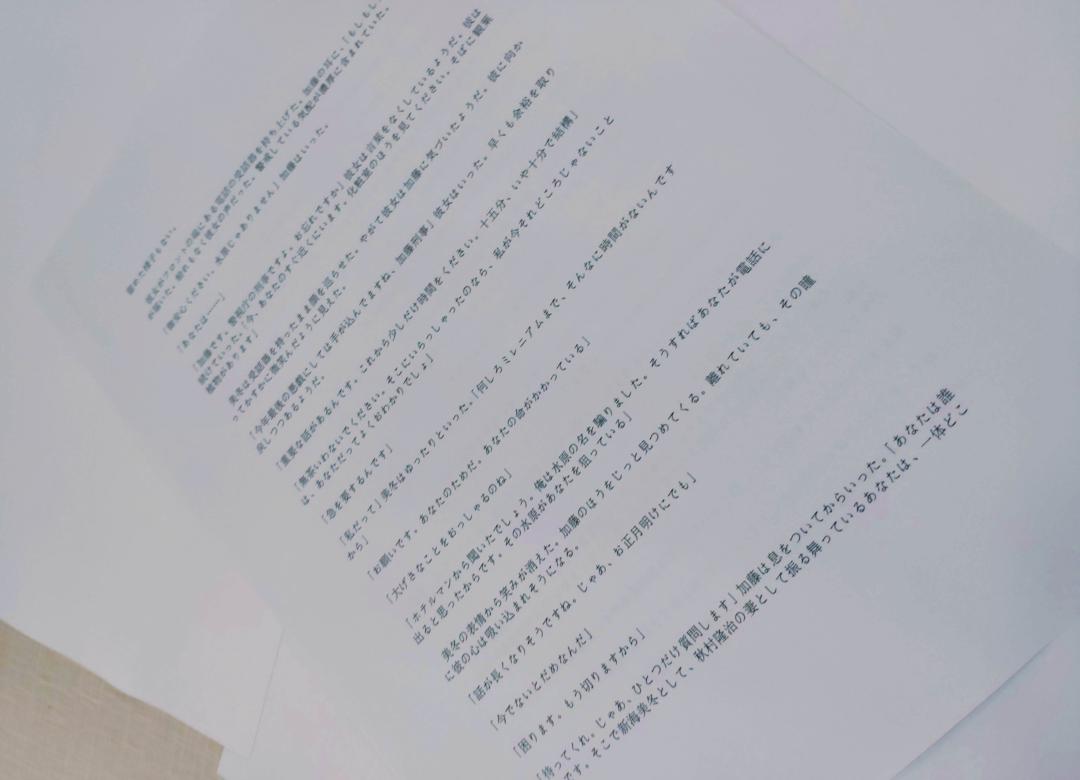 振れた様子もない。
美冬がフロントの端にある電話の受話器を持ち上げた。加藤の耳に、「もしもし
が届いた。紛れもなく彼女の声だった。警戒している気配が濃厚に含まれていた。
「御安心ください。水原じゃありません」加藤はいった。
「あなたは――」
「加藤です。警視庁の刑事ですよ。お忘れですか」彼女は言葉をなくしているようだ。彼は
続けていった。「今、あなたのすぐ近くにいます。化粧室のほうを見てください。そばに観葉
植物があります」
美冬は受話器を持ったまま頭を巡らせた。やがて彼女は加藤に気づいたようだ。彼に向か
ってかすかに微笑んだように見えた。
「今年最後の悪戯にしては手が込んでますね、加藤刑事」彼女はいった。早くも余裕を取り
戻しつつあるようだ。
「重要な話があるんです。これから少しだけ時間をください。十五分、いや十分で結構」
「無茶いわないでください。そこにいらっしゃったのなら、私が今それどころじゃないこと
は、あなただってよくおわかりでしょ」
「急を要するんです」
「私だって」美冬はゆったりといった。「何しろミレニアムまで、そんなに時間がないんです
から」
「お願いです。あなたのためだ。あなたの命がかかっている」
「大げさなことをおっしゃるのね」
「ホテルマンから聞いたでしょう。俺は水原の名を騙りました。そうすればあなたが電話に
出ると思ったからです。その水原があなたを狙っている」
美冬の表情から笑みが消えた。加藤のほうをじっと見つめてくる。離れていても、その瞳
に彼の心は吸い込まれそうになる。
「話が長くなりそうですね。じゃあ、お正月明けにでも」
「今でないとだめなんだ」
「困ります。もう切りますから」
「待ってくれ。じゃあ、ひとつだけ質問します」加藤は息をついてからいった。「あなたは誰
です。そこで新海美冬として、秋村隆治の妻として振る舞っているあなたは、一体どこ